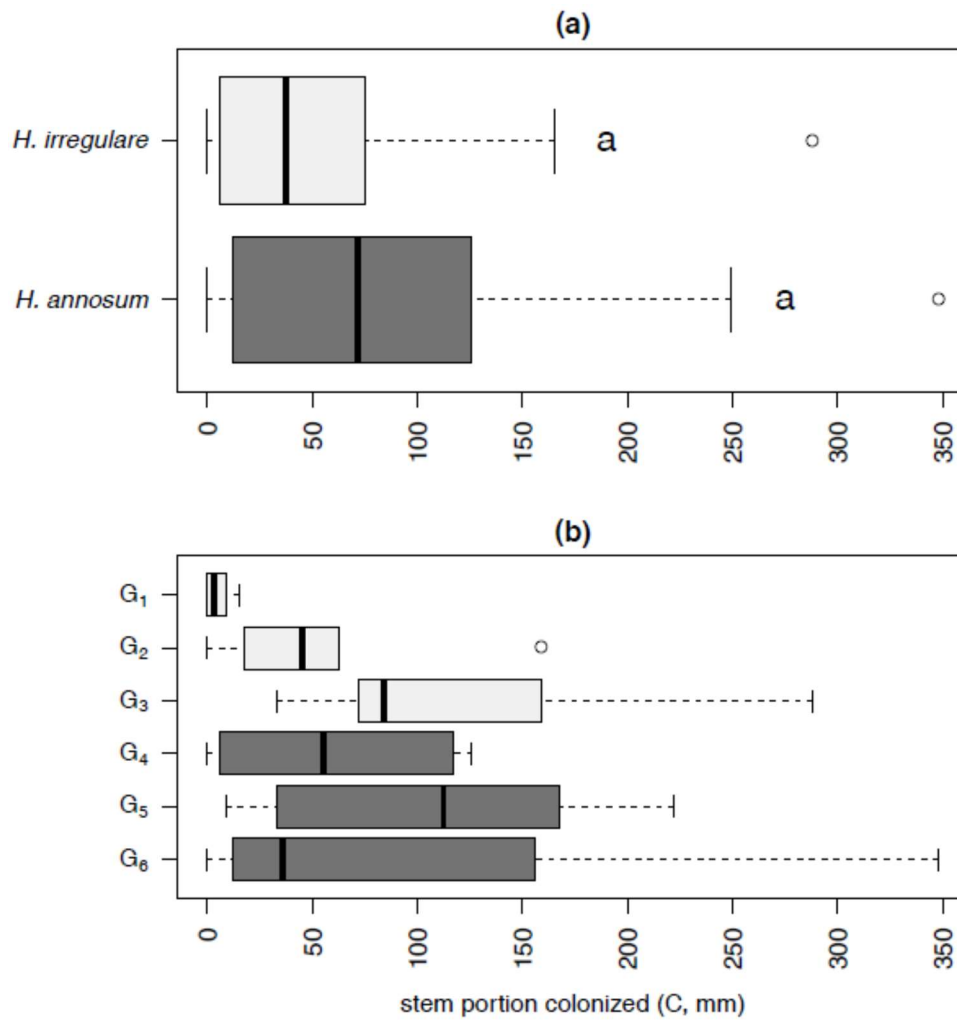 (a)
H. irregulare
a
H. annosum
a
0 50 100 150 200 250 300 350
(b)
G₁
G₂
G₃
G₄
G₅
G₆
0 50 100 150 200 250 300 350
stem portion colonized (C, mm)